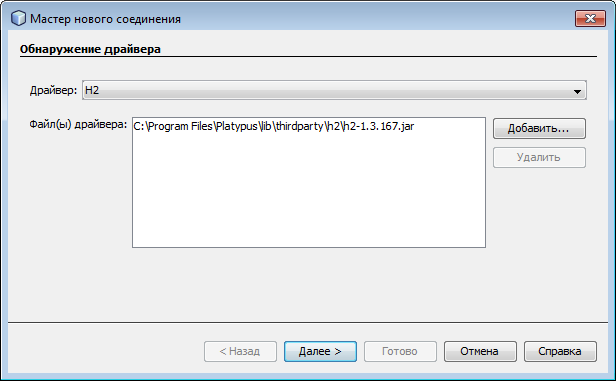 Мастер нового соединения
Обнаружение драйвера
Драйвер: H2
Файл(ы) драйвера: C:\Program Files\Platypus\lib\thirdparty\h2\h2-1.3.167.jar
Добавить...
Удалить
< Назад Далее > Готово Отмена Справка